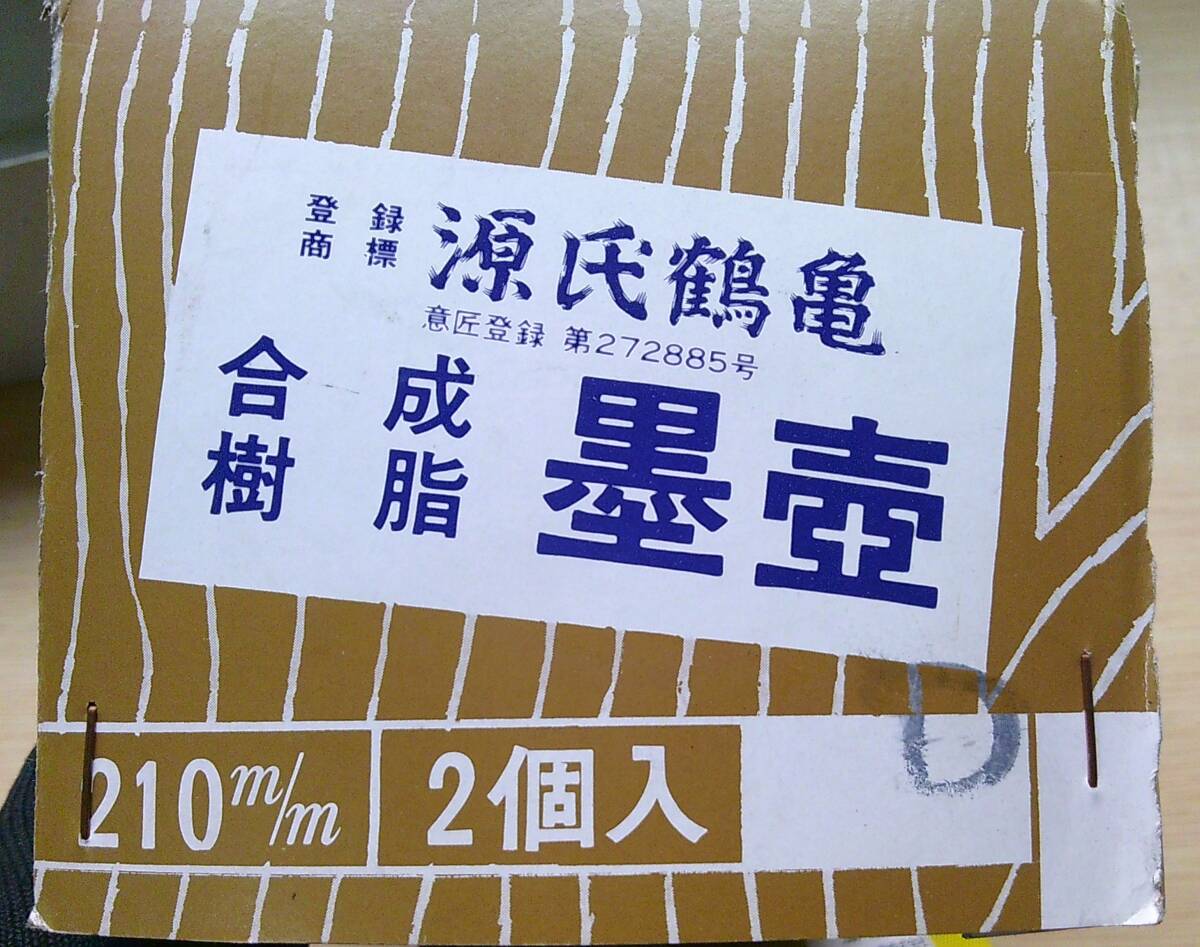 登録商標 源氏鶴亀
意匠登録 第272885号
合成樹脂 墨壺
210m/m 2個入
D